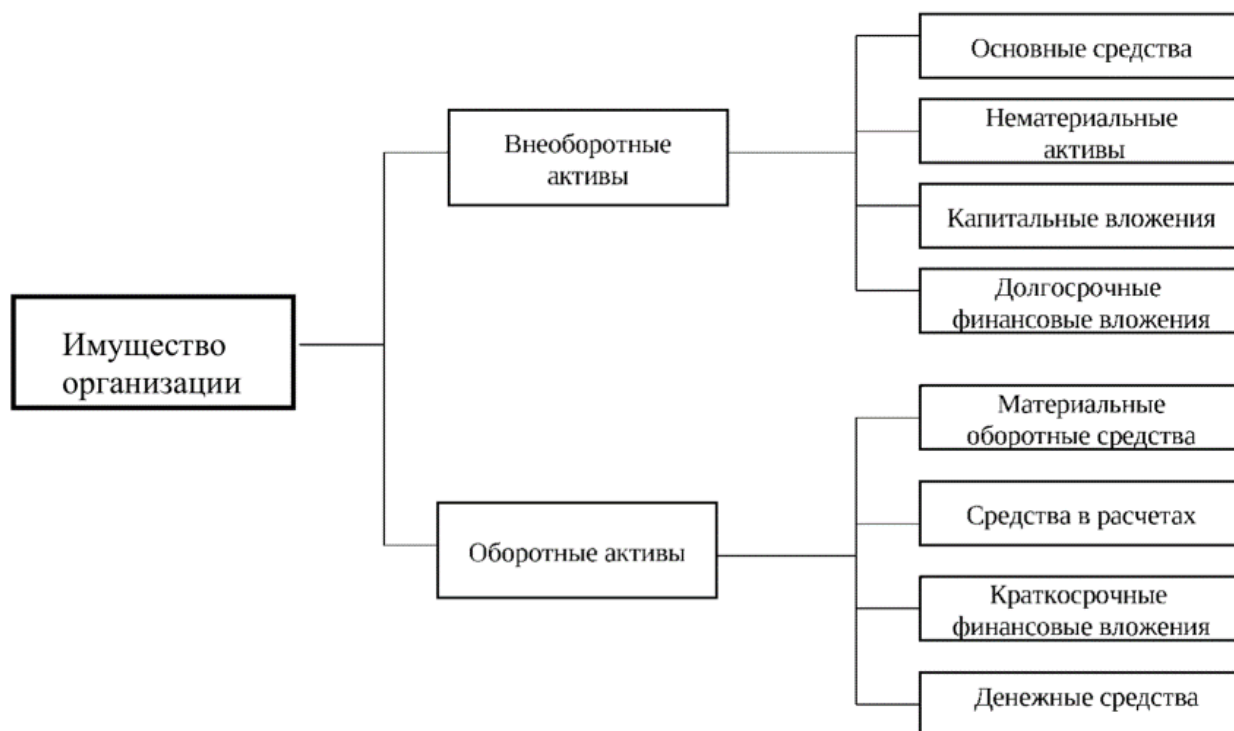 Имущество
организации
Внеоборотные
активы
Основные средства
Нематериальные
активы
Капитальные вложения
Долгосрочные
финансовые вложения
Оборотные активы
Материальные
оборотные средства
Средства в расчетах
Краткосрочные
финансовые вложения
Денежные средства